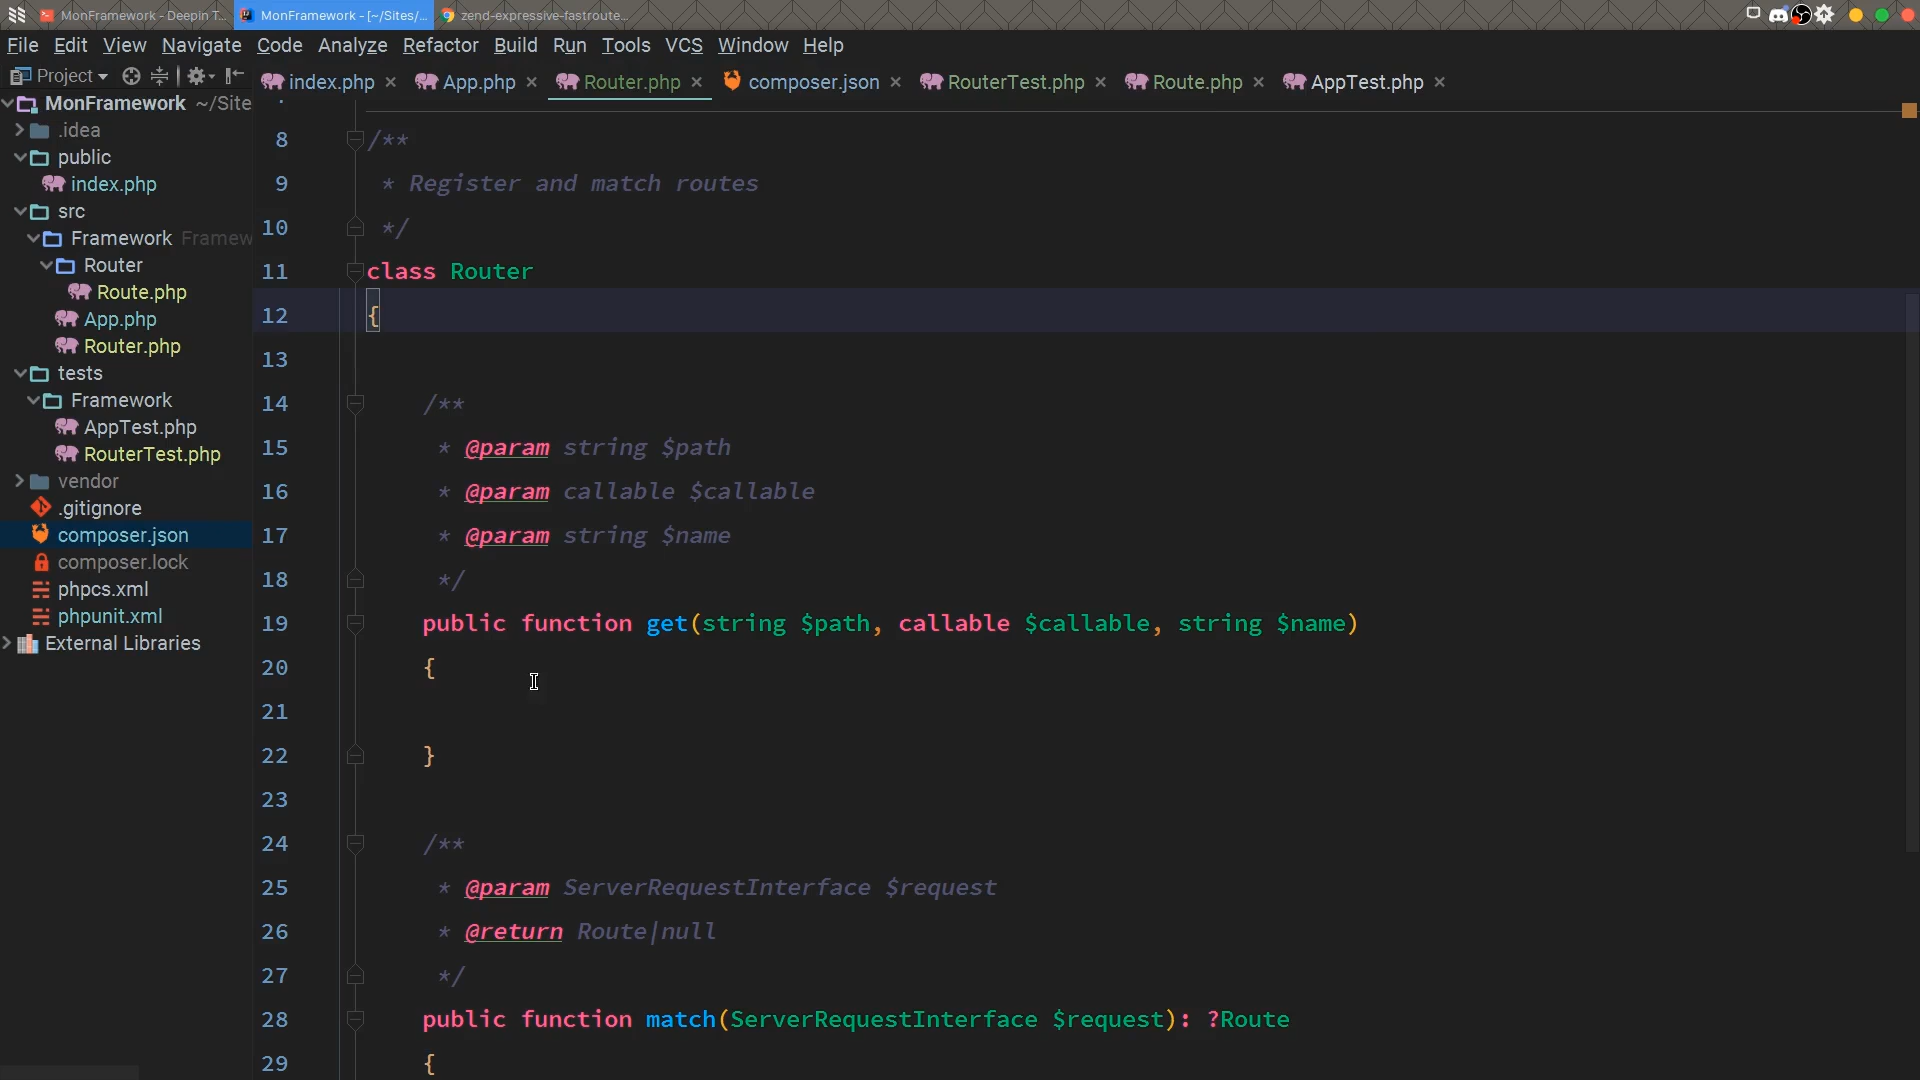 MonFramework - Deepin T...
MonFramework - [~/Sites/...
zend-expressive-fastroute...
File Edit View Navigate Code Analyze Refactor Build Run Tools VCS Window Help
Project
index.php
App.php
Router.php
composer.json
RouterTest.php
Route.php
AppTest.php
MonFramework ~/Site
.idea
public
index.php
src
Framework Framew
Router
Route.php
App.php
Router.php
tests
Framework
AppTest.php
RouterTest.php
vendor
.gitignore
composer.json
composer.lock
phpcs.xml
phpunit.xml
External Libraries
8 /**
9 * Register and match routes
10 */
11 class Router
12 {
13
14 /**
15 * @param string $path
16 * @param callable $callable
17 * @param string $name
18 */
19 public function get(string $path, callable $callable, string $name)
20 {
21
22 }
23
24 /**
25 * @param ServerRequestInterface $request
26 * @return Route|null
27 */
28 public function match(ServerRequestInterface $request): ?Route
29 {